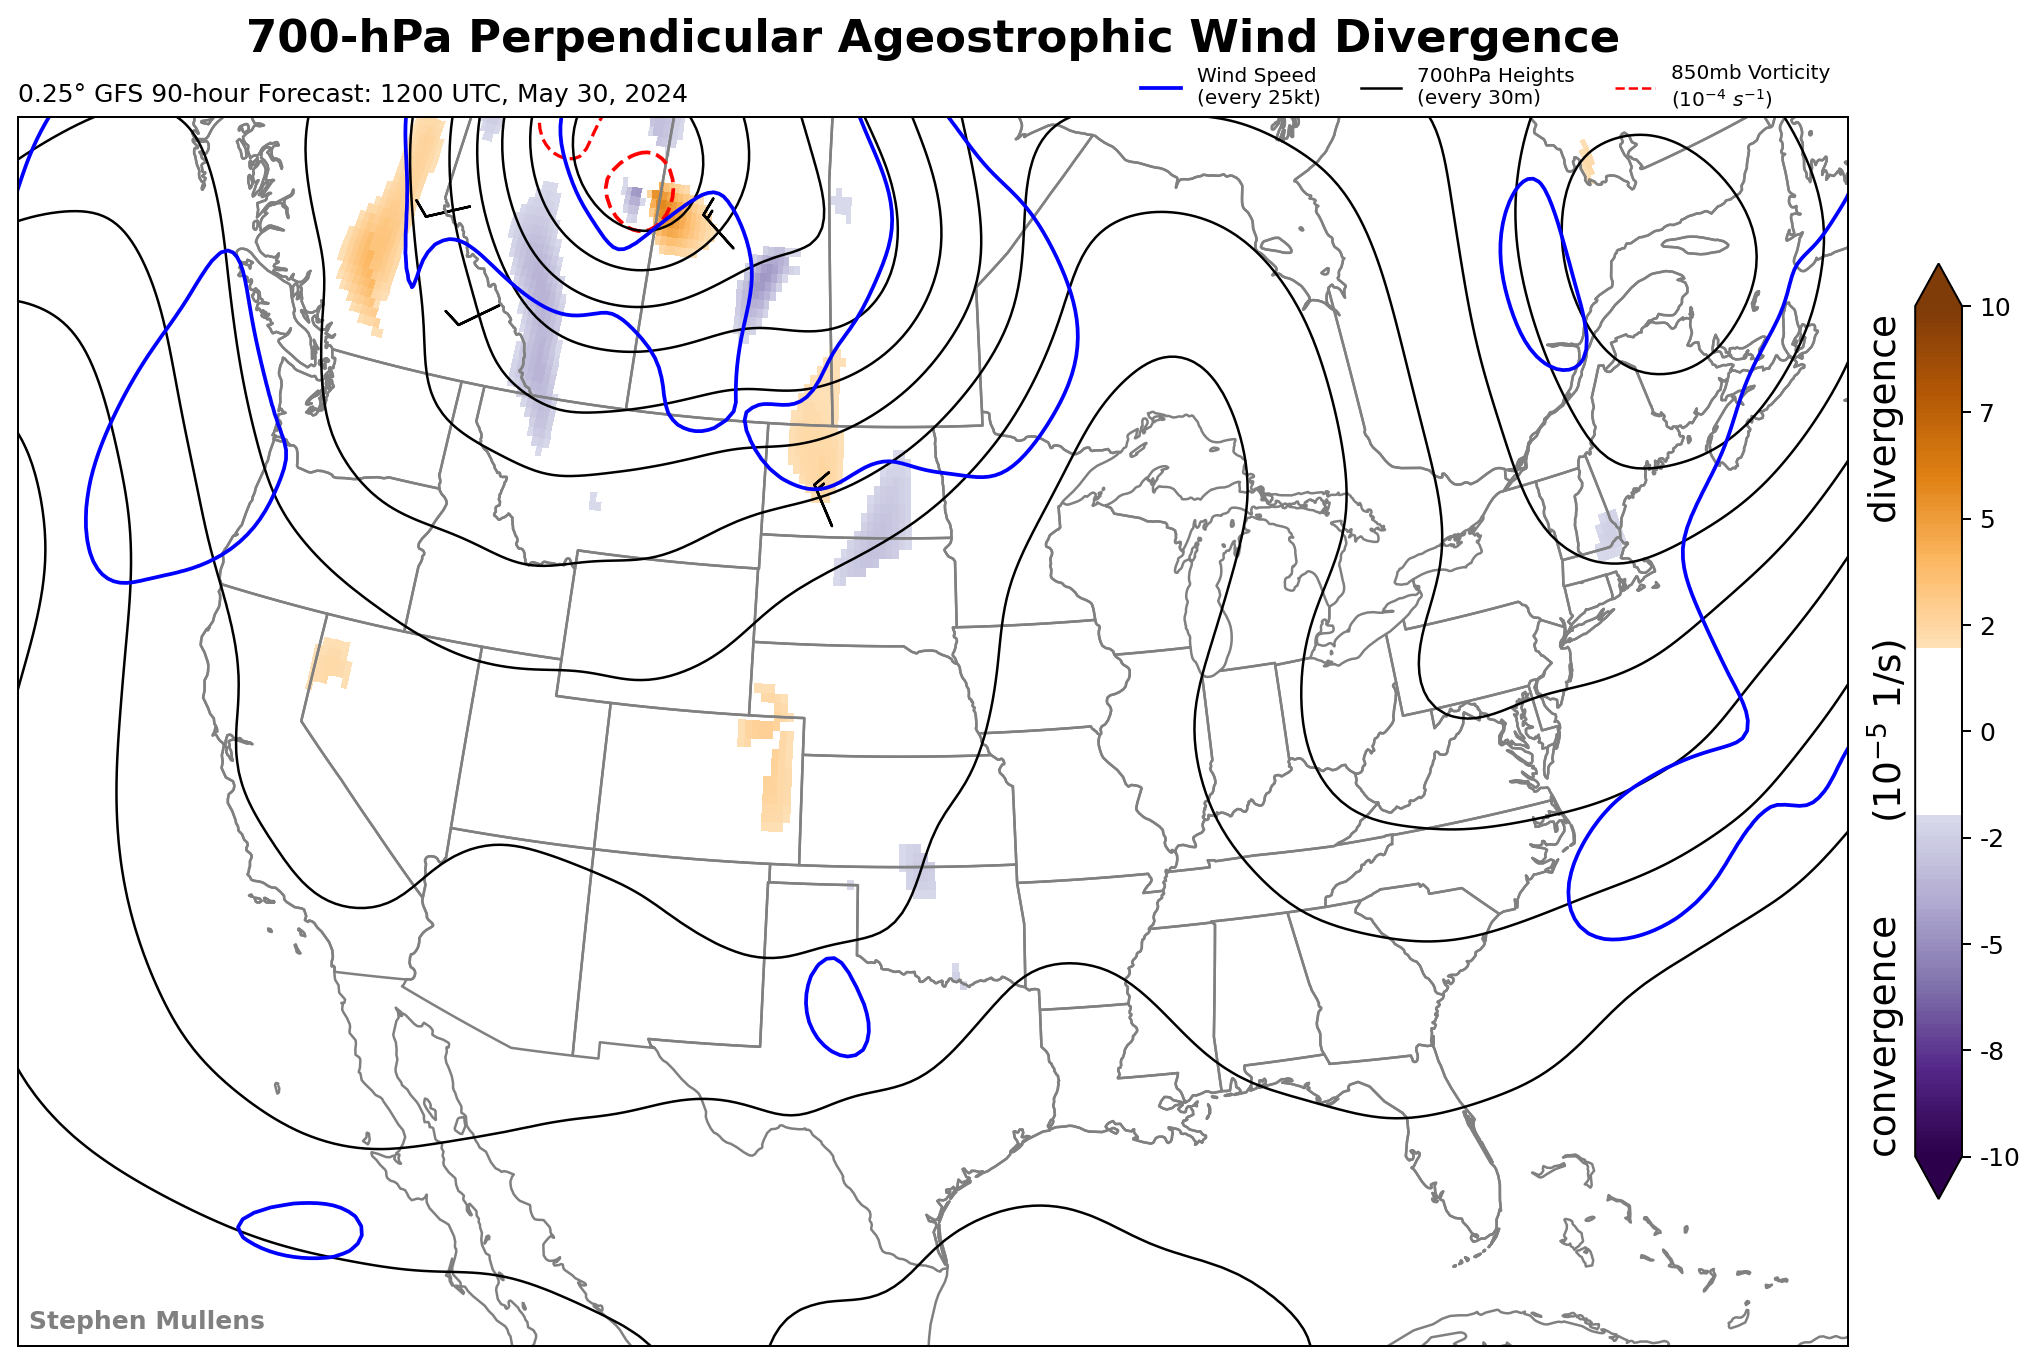 700-hPa Perpendicular Ageostrophic Wind Divergence
0.25° GFS 90-hour Forecast: 1200 UTC, May 30, 2024
Wind Speed
(every 25kt)
700hPa Heights
(every 30m)
850mb Vorticity
(10⁻⁴ s⁻¹)
10
7
5
2
0
-2
-5
-8
-10
convergence (10⁻⁵ 1/s) divergence
Stephen Mullens